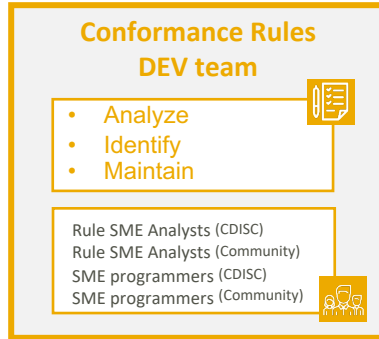 Conformance Rules
DEV team
• Analyze
• Identify
• Maintain
Rule SME Analysts (CDISC)
Rule SME Analysts (Community)
SME programmers (CDISC)
SME programmers (Community)